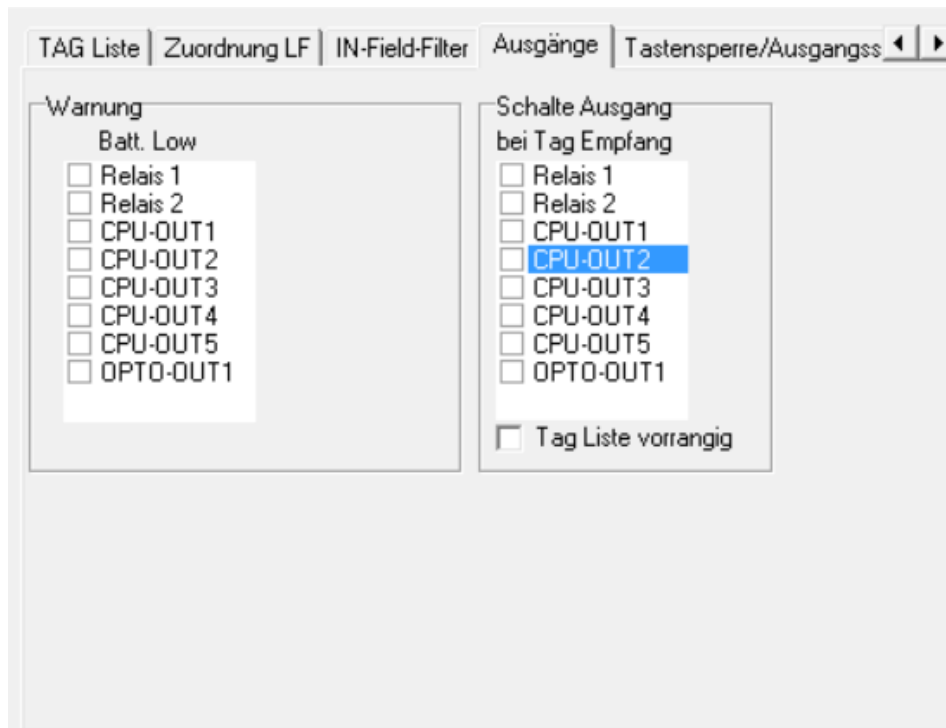 TAG Liste Zuordnung LF IN-Field-Filter Ausgänge Tastensperre/Ausgangss
Warnung
Batt. Low
Relais 1
Relais 2
CPU-OUT1
CPU-OUT2
CPU-OUT3
CPU-OUT4
CPU-OUT5
OPTO-OUT1
Schalte Ausgang
bei Tag Empfang
Relais 1
Relais 2
CPU-OUT1
CPU-OUT2
CPU-OUT3
CPU-OUT4
CPU-OUT5
OPTO-OUT1
Tag Liste vorrangig